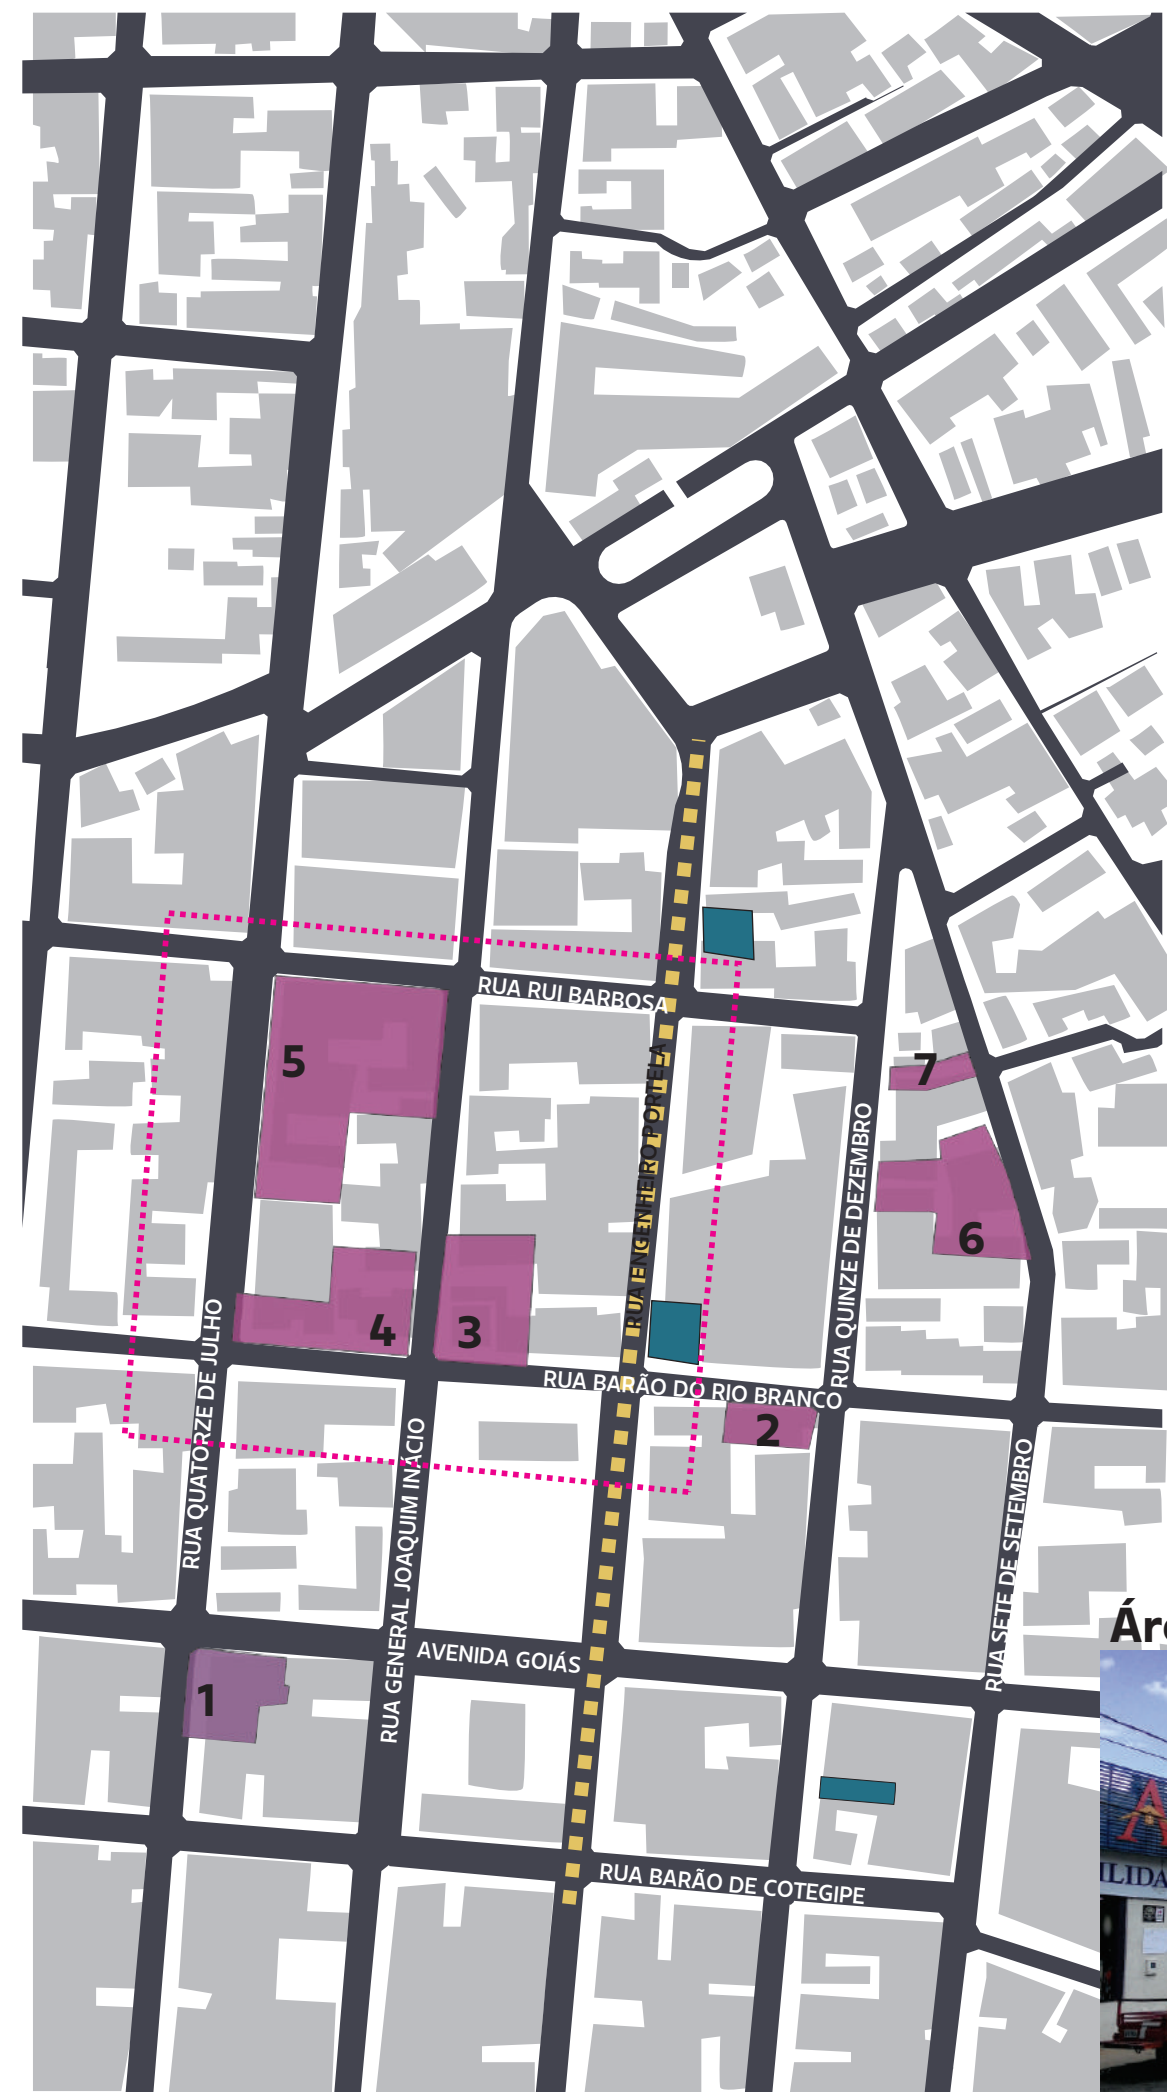 RUA RUI BARBOSA
5
7
RUA ENGENHEIRO PORTELA
RUA QUINZE DE DEZEMBRO
6
4
3
RUA QUATORZE DE JULHO
RUA BARÃO DO RIO BRANCO
2
RUA GENERAL JOAQUIM INÁCIO
RUA SETE DE SETEMBRO
Ár
AVENIDA GOIÁS
1
RUA BARÃO DE COTEGIPE
ILIDA